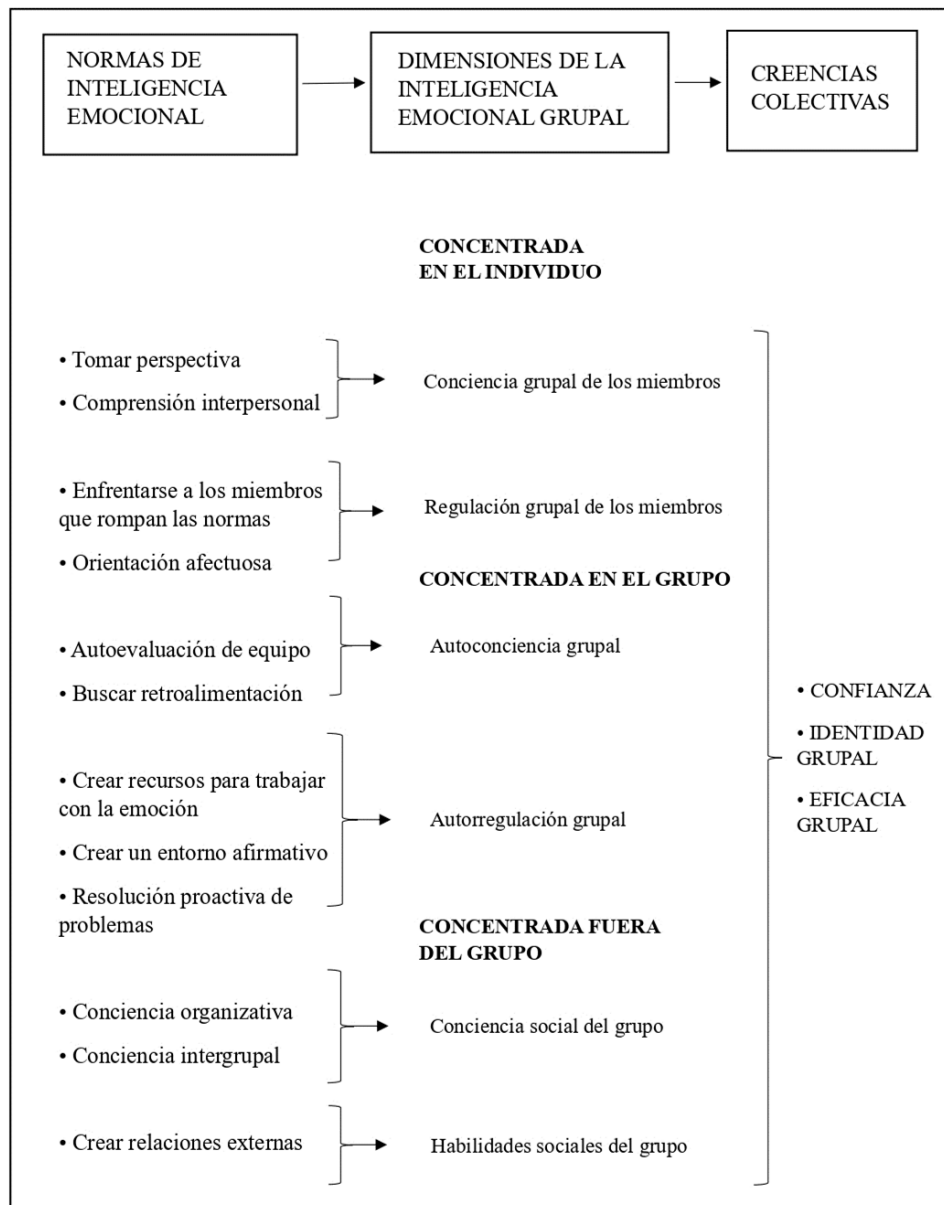 NORMAS DE
INTELIGENCIA
EMOCIONAL
DIMENSIONES DE LA
INTELIGENCIA
EMOCIONAL GRUPAL
CREENCIAS
COLECTIVAS
CONCENTRADA
EN EL INDIVIDUO
• Tomar perspectiva
• Comprensión interpersonal
Conciencia grupal de los miembros
• Enfrentarse a los miembros
que rompan las normas
• Orientación afectuosa
Regulación grupal de los miembros
CONCENTRADA EN EL GRUPO
• Autoevaluación de equipo
• Buscar retroalimentación
Autoconciencia grupal
• Crear recursos para trabajar
con la emoción
• Crear un entorno afirmativo
• Resolución proactiva de
problemas
Autorregulación grupal
CONCENTRADA FUERA
DEL GRUPO
• Conciencia organizativa
• Conciencia intergrupal
Conciencia social del grupo
• Crear relaciones externas
Habilidades sociales del grupo
• CONFIANZA
• IDENTIDAD
GRUPAL
• EFICACIA
GRUPAL